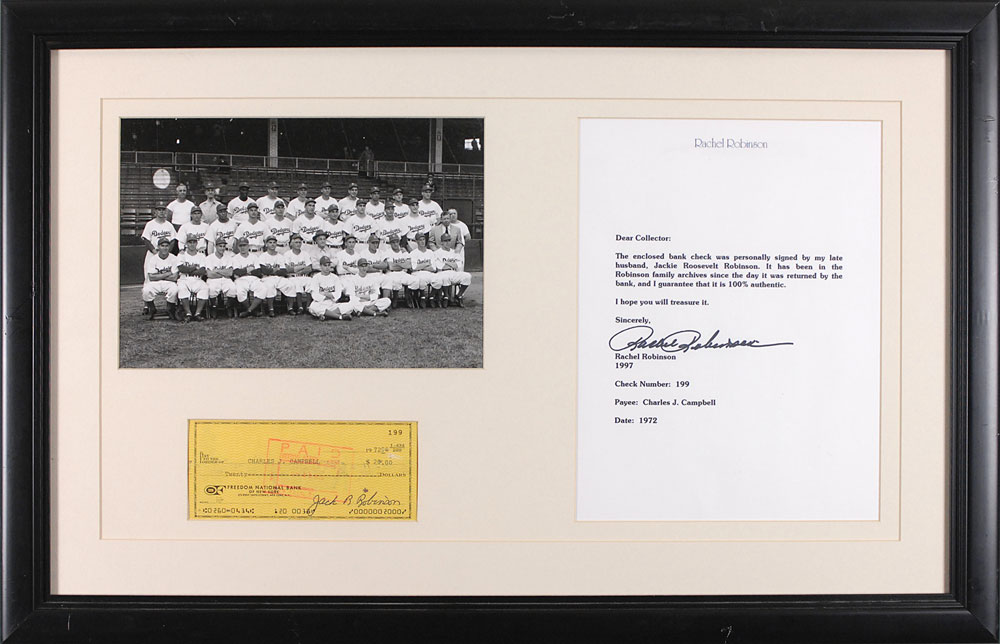 Rachel Robinson
Dear Collector:
The enclosed bank check was personally signed by my late
husband, Jackie Roosevelt Robinson. It has been in the
Robinson family archives since the day it was returned by the
bank, and I guarantee that it is 100% authentic.
I hope you will treasure it.
Sincerely,
Rachel Robinson
Rachel Robinson
1997
Check Number: 199
Payee: Charles J. Campbell
Date: 1972
199
PAID
CHARLES J. CAMPBELL $ 20.00
Twenty DOLLARS
FREEDOM NATIONAL BANK
OF NEW YORK
Jack R Robinson